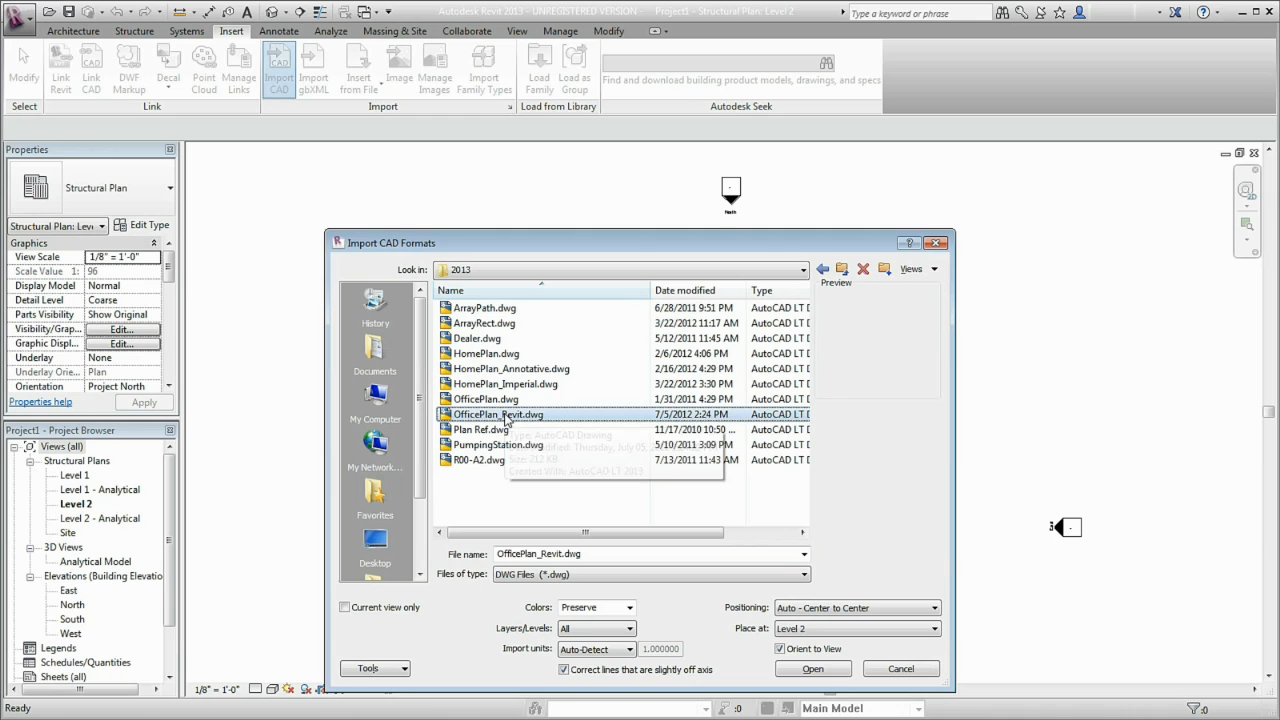 Autodesk Revit 2013 - UNREGISTERED VERSION - Project1 - Structural Plan: Level 2
Type a keyword or phrase
Architecture Structure Systems Insert Annotate Analyze Massing & Site Collaborate View Manage Modify
Modify
Link Revit
Link CAD
DWF Markup
Decal
Point Cloud
Manage Links
Import CAD
Import gbXML
Insert from File
Image
Manage Images
Import Family Types
Load Family
Load as Group
Find and download building product models, drawings, and specs
Select Link Import Load from Library Autodesk Seek
Properties
Structural Plan
Structural Plan: Leve
Edit Type
Graphics
View Scale 1/8" = 1'-0"
Scale Value 1: 96
Display Model Normal
Detail Level Coarse
Parts Visibility Show Original
Visibility/Grap... Edit...
Graphic Displ... Edit...
Underlay None
Underlay Orie... Plan
Orientation Project North
Properties help Apply
Project1 - Project Browser
Views (all)
Structural Plans
Level 1
Level 1 - Analytical
Level 2
Level 2 - Analytical
Site
3D Views
Analytical Model
Elevations (Building Elevatio
East
North
South
West
Legends
Schedules/Quantities
Sheets (all)
North
Import CAD Formats
Look in: 2013
Views
History
Documents
My Computer
My Network...
Favorites
Desktop
Name Date modified Type
ArrayPath.dwg 6/28/2011 9:51 PM AutoCAD LT D
ArrayRect.dwg 3/22/2012 11:17 AM AutoCAD LT D
Dealer.dwg 5/12/2011 11:45 AM AutoCAD LT D
HomePlan.dwg 2/6/2012 4:06 PM AutoCAD LT D
HomePlan_Annotative.dwg 2/16/2012 4:29 PM AutoCAD LT D
HomePlan_Imperial.dwg 3/22/2012 3:30 PM AutoCAD LT D
OfficePlan.dwg 1/31/2011 4:29 PM AutoCAD LT D
OfficePlan_Revit.dwg 7/5/2012 2:24 PM AutoCAD LT D
Plan Ref.dwg 11/17/2010 10:50 ... AutoCAD LT D
PumpingStation.dwg 5/10/2011 3:09 PM AutoCAD LT D
R00-A2.dwg 7/13/2011 11:43 AM AutoCAD LT D
Type: AutoCAD Drawing
Size: 212 KB
Created With: AutoCAD LT 2013
Preview
File name: OfficePlan_Revit.dwg
Files of type: DWG Files (*.dwg)
Current view only
Colors: Preserve
Layers/Levels: All
Import units: Auto-Detect 1.000000
Correct lines that are slightly off axis
Positioning: Auto - Center to Center
Place at: Level 2
Orient to View
Tools Open Cancel
1/8" = 1'-0"
Ready
:0
Main Model
:0